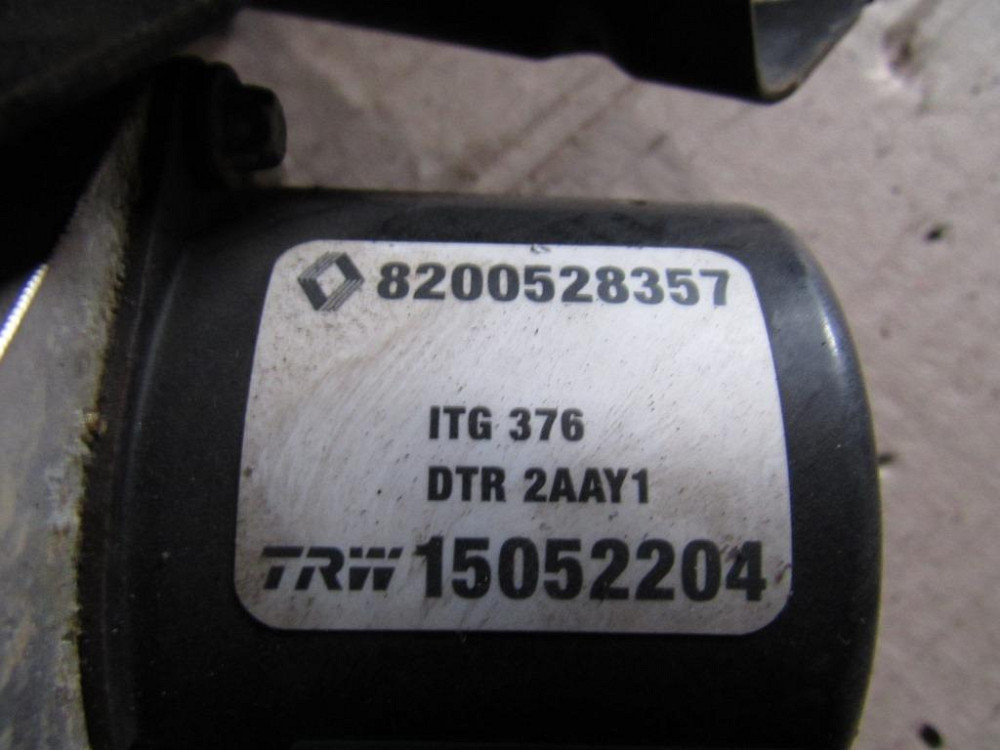 8200528357
ITG 376
DTR 2AAY1
TRW 15052204